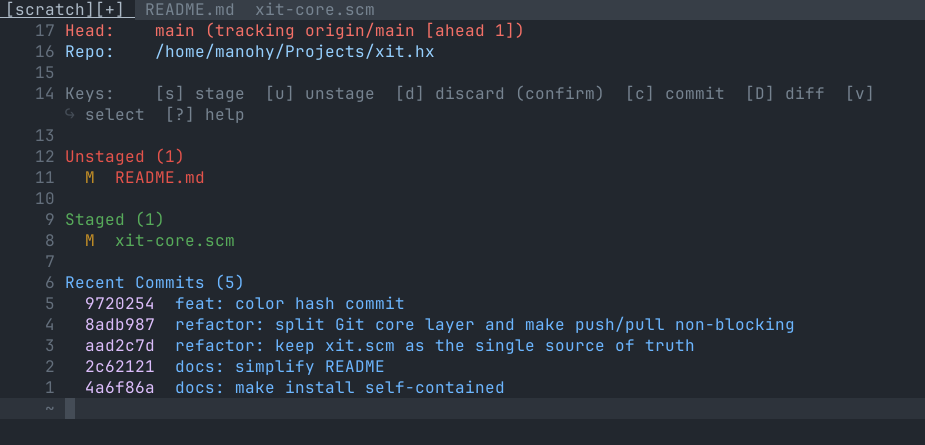 [scratch][+] README.md xit-core.scm
17 Head: main (tracking origin/main [ahead 1])
16 Repo: /home/manohy/Projects/xit.hx
15
14 Keys: [s] stage [u] unstage [d] discard (confirm) [c] commit [D] diff [v]
↪ select [?] help
13
12 Unstaged (1)
11 M README.md
10
9 Staged (1)
8 M xit-core.scm
7
6 Recent Commits (5)
5 9720254 feat: color hash commit
4 8adb987 refactor: split Git core layer and make push/pull non-blocking
3 aad2c7d refactor: keep xit.scm as the single source of truth
2 2c62121 docs: simplify README
1 4a6f86a docs: make install self-contained
~